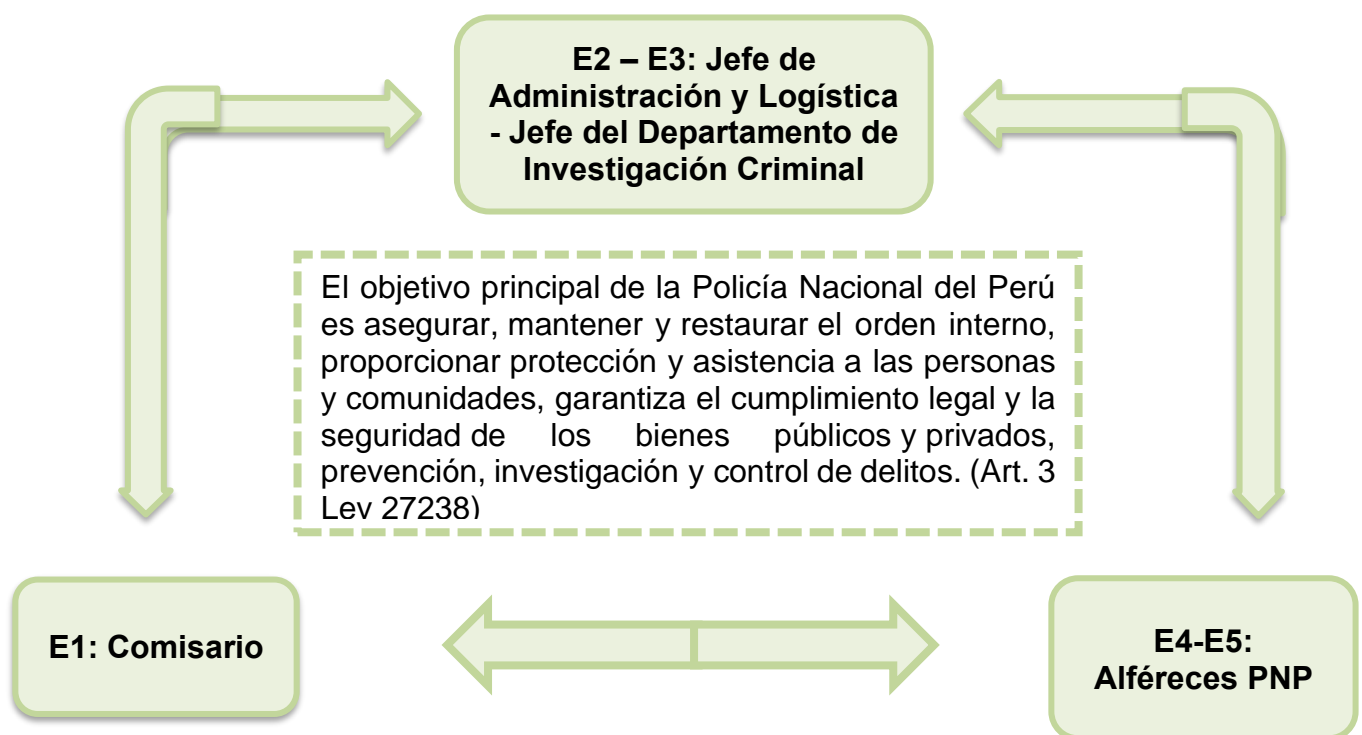 E2 – E3: Jefe de
Administración y Logística
- Jefe del Departamento de
Investigación Criminal
El objetivo principal de la Policía Nacional del Perú
es asegurar, mantener y restaurar el orden interno,
proporcionar protección y asistencia a las personas
y comunidades, garantiza el cumplimiento legal y la
seguridad de los bienes públicos y privados,
prevención, investigación y control de delitos. (Art. 3
Ley 27238)
E1: Comisario
E4-E5:
Alféreces PNP